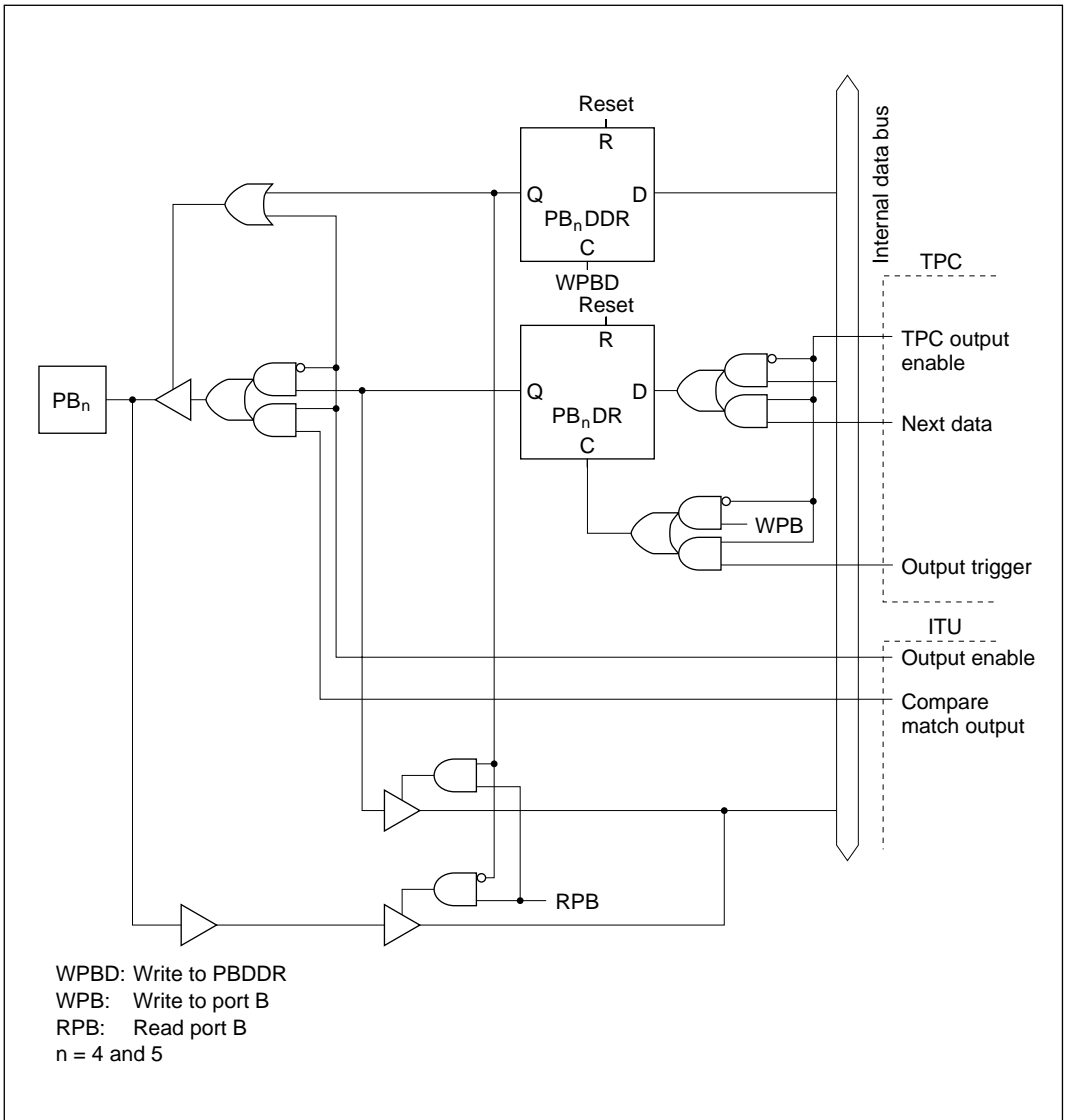 Reset
R
Q
D
PBnDDR
C
WPBD
Internal data bus
TPC
Reset
R
TPC output
enable
PBn
Q
D
PBnDR
Next data
C
WPB
Output trigger
ITU
Output enable
Compare
match output
RPB
WPBD: Write to PBDDR
WPB: Write to port B
RPB: Read port B
n = 4 and 5